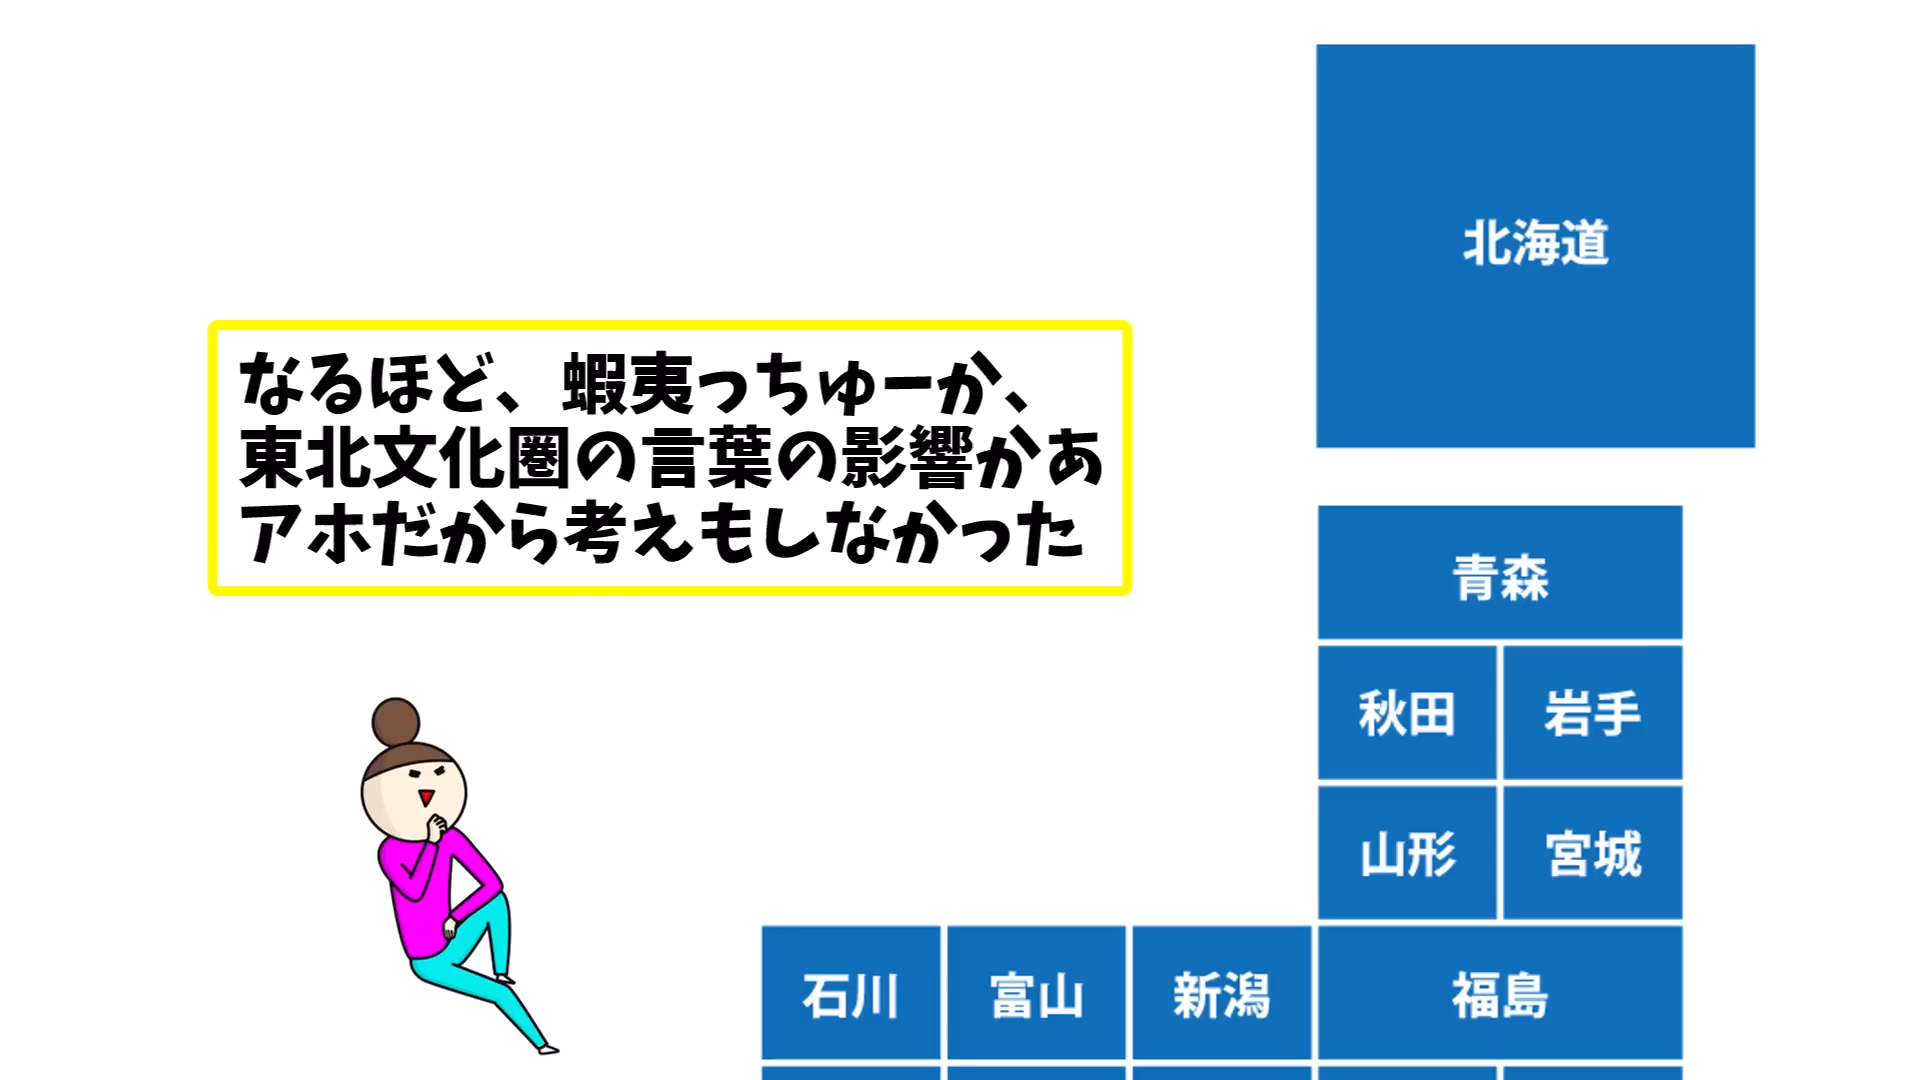 なるほど、蝦夷っちゅーか、
東北文化圏の言葉の影響かあ
アホだから考えもしなかった
北海道
青森
秋田
岩手
山形
宮城
石川
富山
新潟
福島